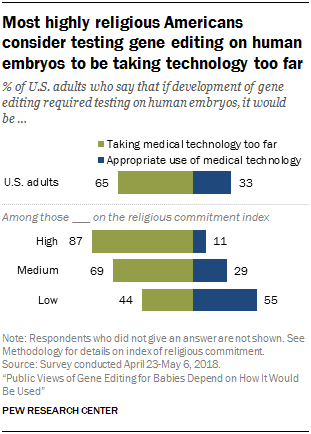 Most highly religious Americans
consider testing gene editing on human
embryos to be taking technology too far
% of U.S. adults who say that if development of gene
editing required testing on human embryos, it would
be ...
Taking medical technology too far
Appropriate use of medical technology
U.S. adults 65 33
Among those ___ on the religious commitment index
High 87 11
Medium 69 29
Low 44 55
Note: Respondents who did not give an answer are not shown. See
Methodology for details on index of religious commitment.
Source: Survey conducted April 23-May 6, 2018.
“Public Views of Gene Editing for Babies Depend on How It Would
Be Used”
PEW RESEARCH CENTER